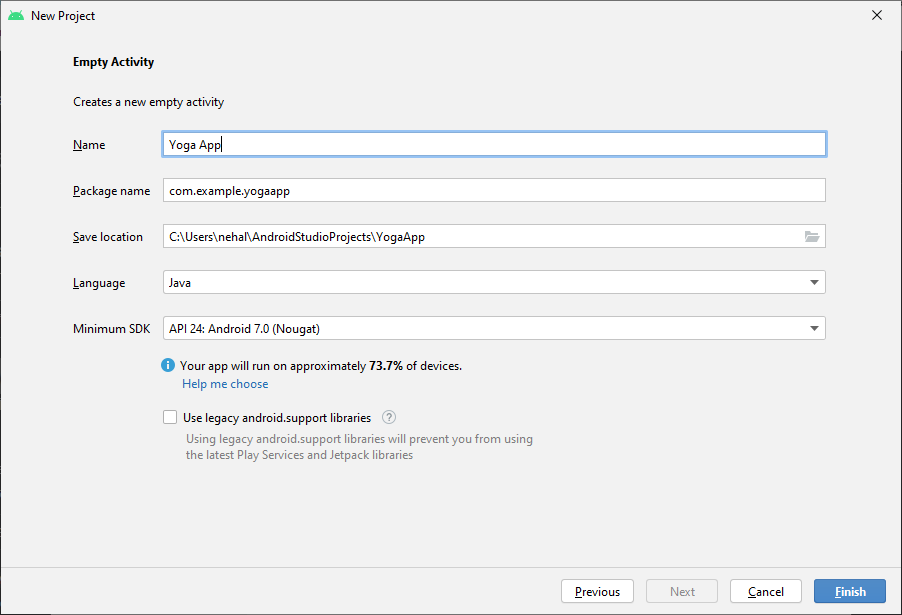 New Project
Empty Activity
Creates a new empty activity
Name Yoga App
Package name com.example.yogaapp
Save location C:\Users\nehal\AndroidStudioProjects\YogaApp
Language Java
Minimum SDK API 24: Android 7.0 (Nougat)
Your app will run on approximately 73.7% of devices.
Help me choose
Use legacy android.support libraries ?
Using legacy android.support libraries will prevent you from using
the latest Play Services and Jetpack libraries
Previous Next Cancel Finish